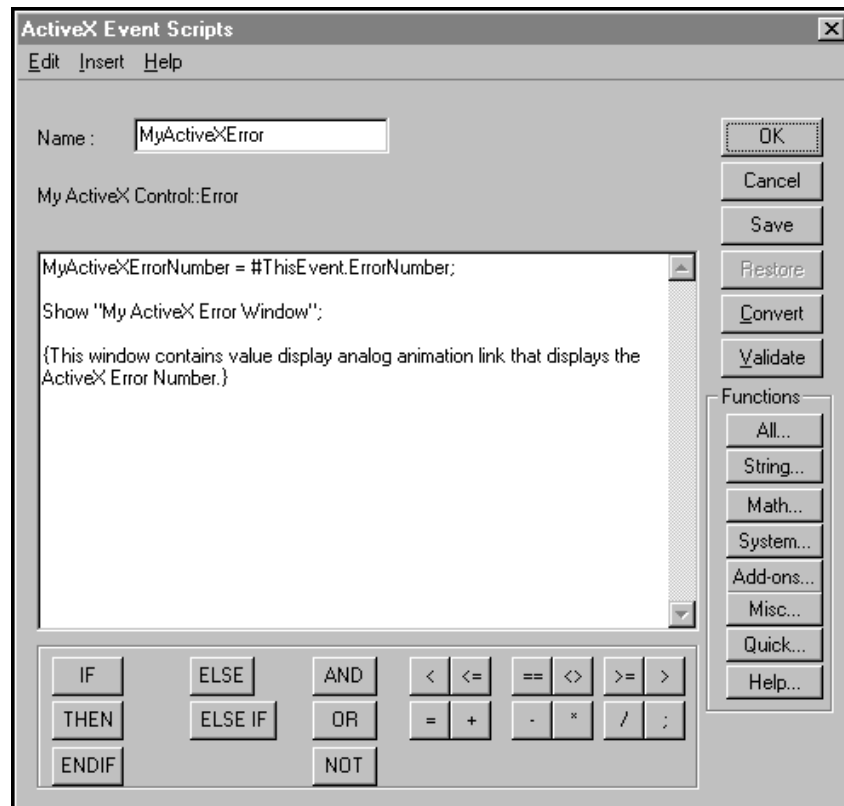 ActiveX Event Scripts
Edit Insert Help
Name : MyActiveXError
My ActiveX Control::Error
MyActiveXErrorNumber = #ThisEvent.ErrorNumber;
Show "My ActiveX Error Window";
{This window contains value display analog animation link that displays the
ActiveX Error Number.}
OK
Cancel
Save
Restore
Convert
Validate
Functions
All...
String...
Math...
System...
Add-ons...
Misc...
Quick...
Help...
IF ELSE AND < <= == <> >= >
THEN ELSE IF OR = + - * / ;
ENDIF NOT